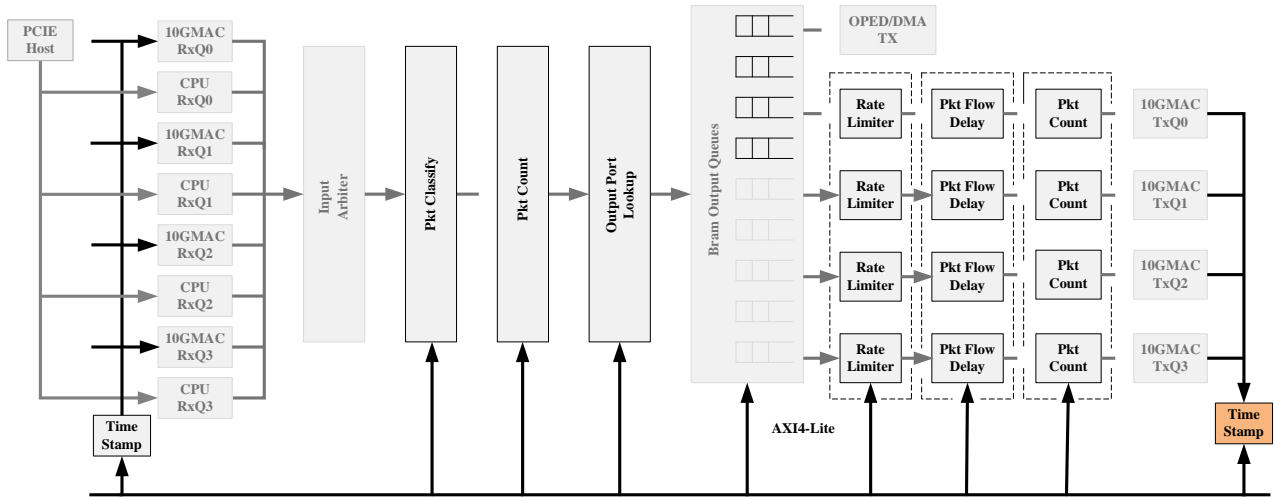 PCIE
Host
10GMAC
RxQ0
CPU
RxQ0
10GMAC
RxQ1
CPU
RxQ1
10GMAC
RxQ2
CPU
RxQ2
10GMAC
RxQ3
CPU
RxQ3
Time
Stamp
Input
Arbiter
Pkt Classify
Pkt Count
Output Port
Lookup
Bram Output Queues
OPED/DMA
TX
Rate
Limiter
Pkt Flow
Delay
Pkt
Count
10GMAC
TxQ0
Rate
Limiter
Pkt Flow
Delay
Pkt
Count
10GMAC
TxQ1
Rate
Limiter
Pkt Flow
Delay
Pkt
Count
10GMAC
TxQ2
Rate
Limiter
Pkt Flow
Delay
Pkt
Count
10GMAC
TxQ3
AXI4-Lite
Time
Stamp